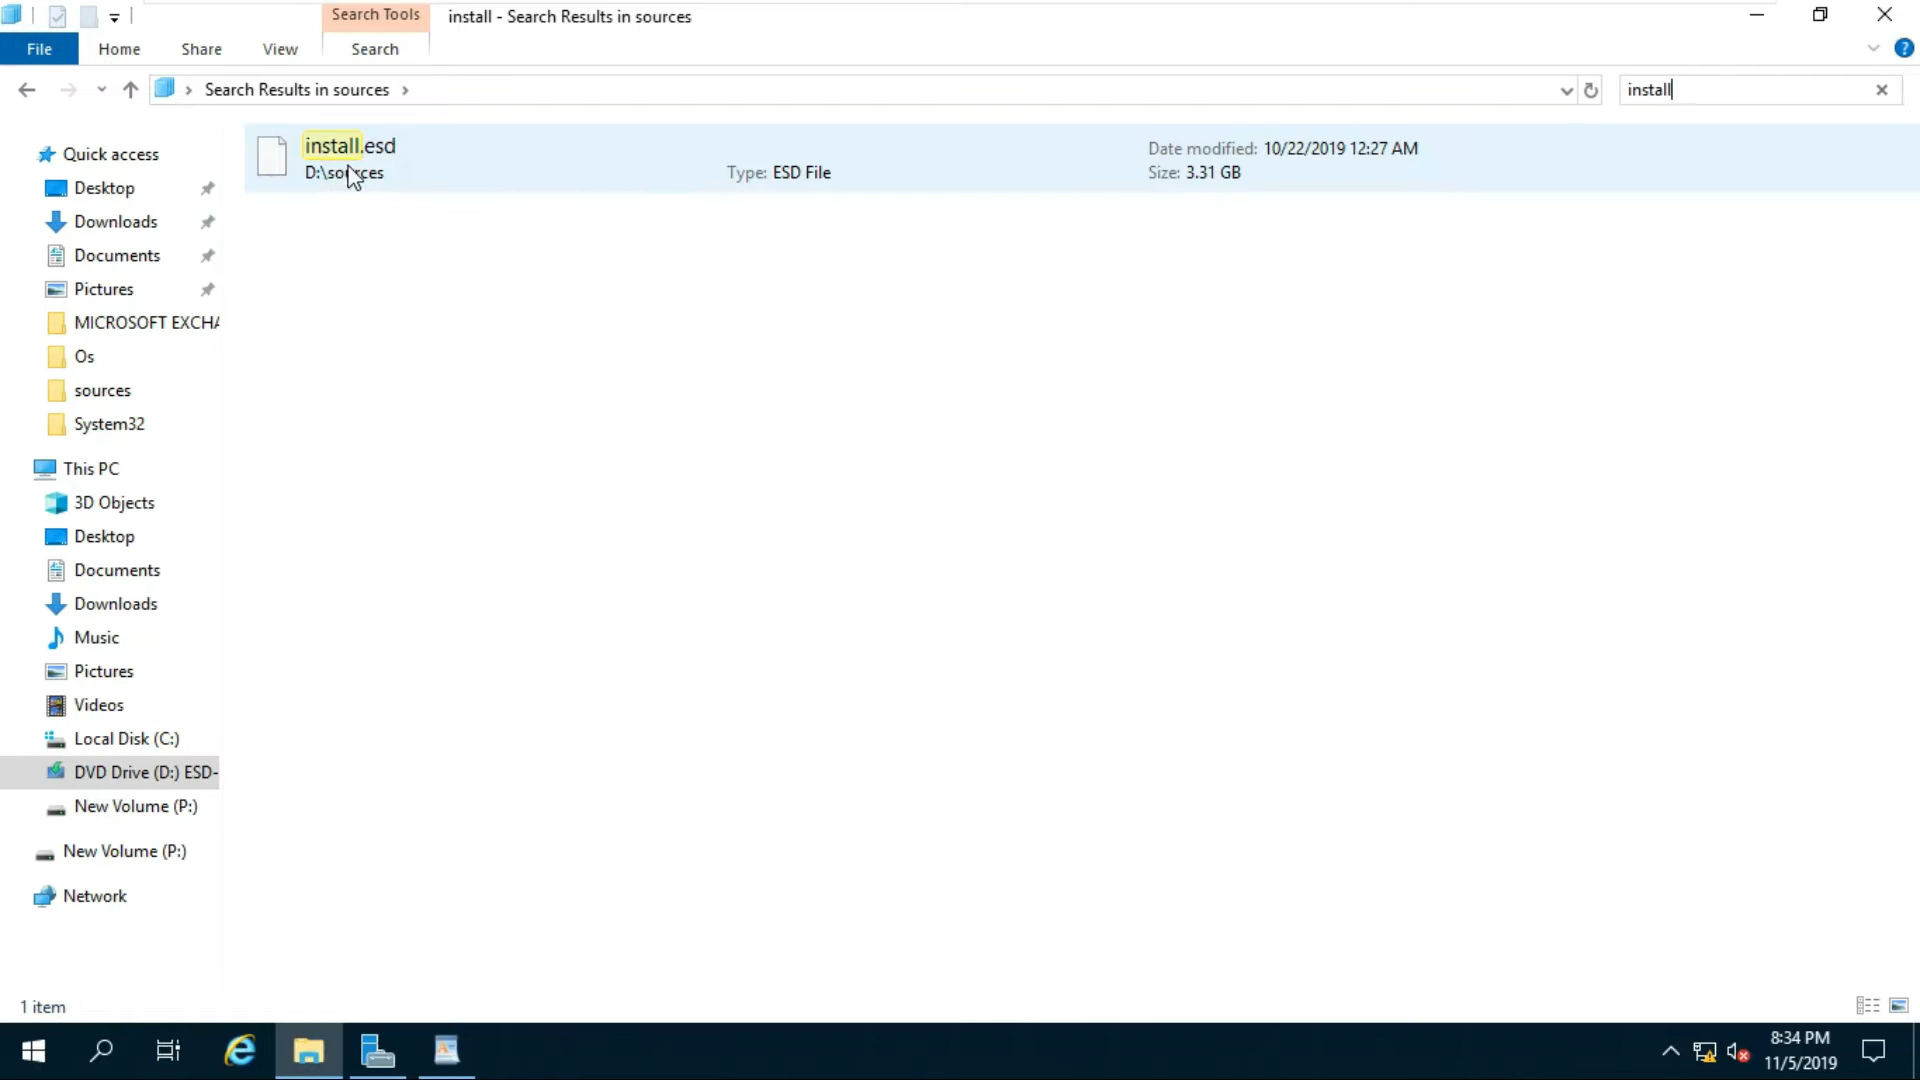 Search Tools
install - Search Results in sources
File
Home
Share
View
Search
Search Results in sources
install
Quick access
Desktop
Downloads
Documents
Pictures
MICROSOFT EXCHA
Os
sources
System32
This PC
3D Objects
Desktop
Documents
Downloads
Music
Pictures
Videos
Local Disk (C:)
DVD Drive (D:) ESD-
New Volume (P:)
New Volume (P:)
Network
install.esd
D:\sources
Type: ESD File
Date modified: 10/22/2019 12:27 AM
Size: 3.31 GB
1 item
8:34 PM
11/5/2019